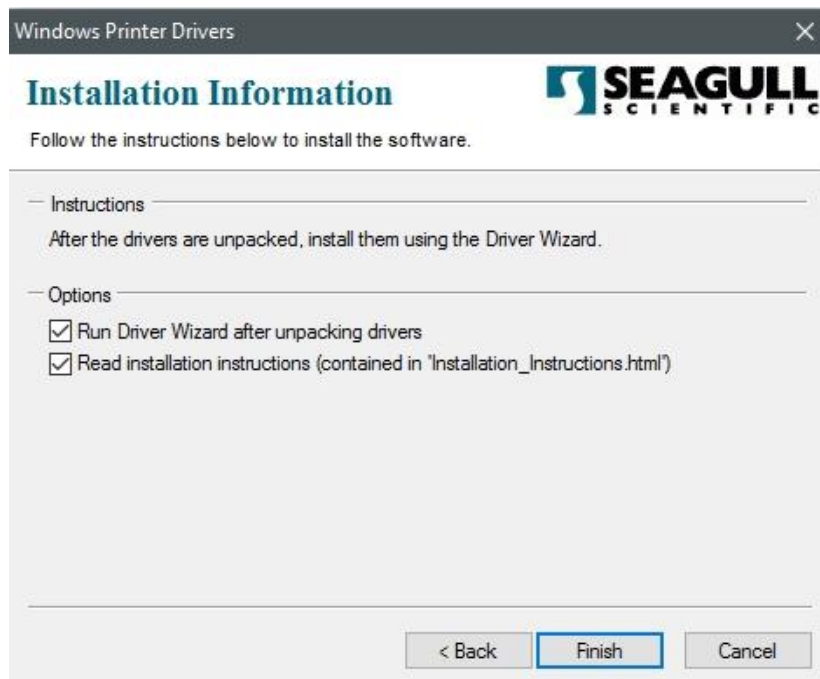 Windows Printer Drivers
Installation Information
SEAGULL
SCIENTIFIC
Follow the instructions below to install the software.
Instructions
After the drivers are unpacked, install them using the Driver Wizard.
Options
Run Driver Wizard after unpacking drivers
Read installation instructions (contained in 'Installation_Instructions.html')
< Back Finish Cancel